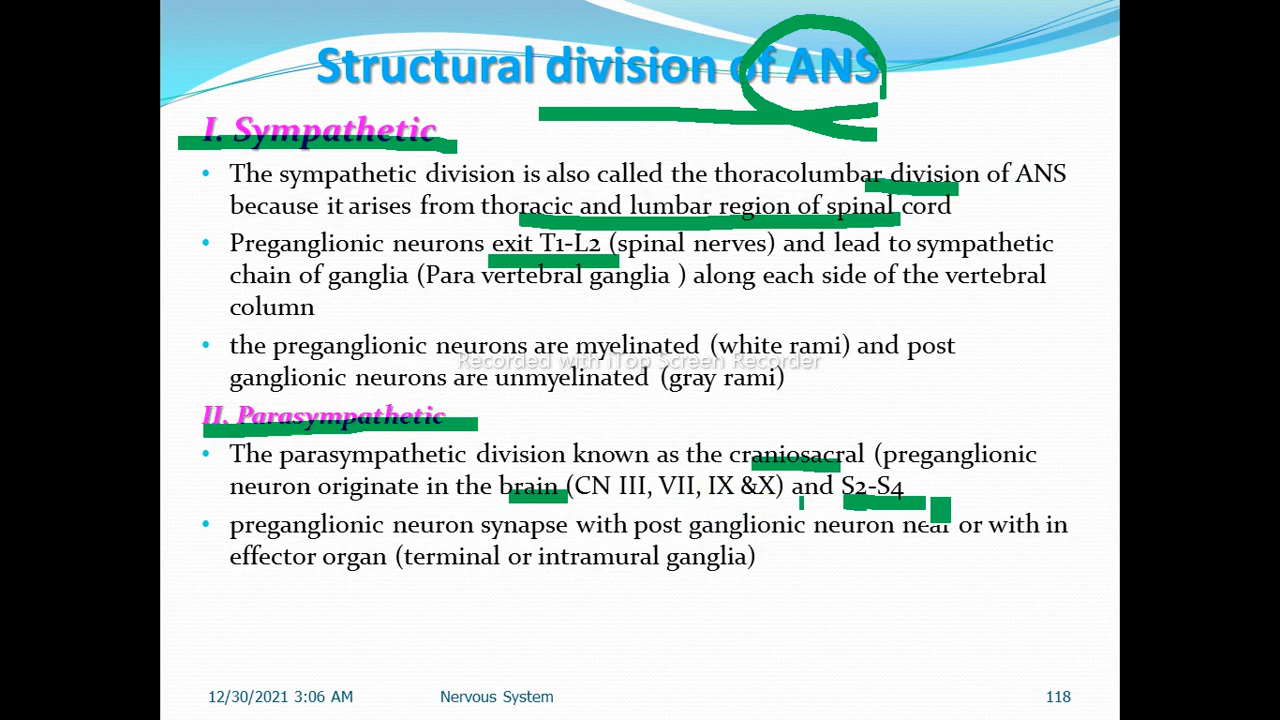 Structural division of ANS
I. Sympathetic
• The sympathetic division is also called the thoracolumbar division of ANS
because it arises from thoracic and lumbar region of spinal cord
• Preganglionic neurons exit T1-L2 (spinal nerves) and lead to sympathetic
chain of ganglia (Para vertebral ganglia ) along each side of the vertebral
column
• the preganglionic neurons are myelinated (white rami) and post
Recorded with iTop Screen Recorder
ganglionic neurons are unmyelinated (gray rami)
II. Parasympathetic
• The parasympathetic division known as the craniosacral (preganglionic
neuron originate in the brain (CN III, VII, IX &X) and S2-S4
• preganglionic neuron synapse with post ganglionic neuron near or with in
effector organ (terminal or intramural ganglia)
12/30/2021 3:06 AM
Nervous System
118